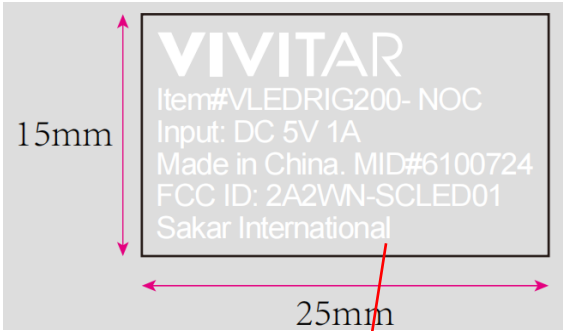 VIVITAR
Item#VLEDRIG200- NOC
15mm
Input: DC 5V 1A
Made in China. MID#6100724
FCC ID: 2A2WN-SCLED01
Sakar International
25mm